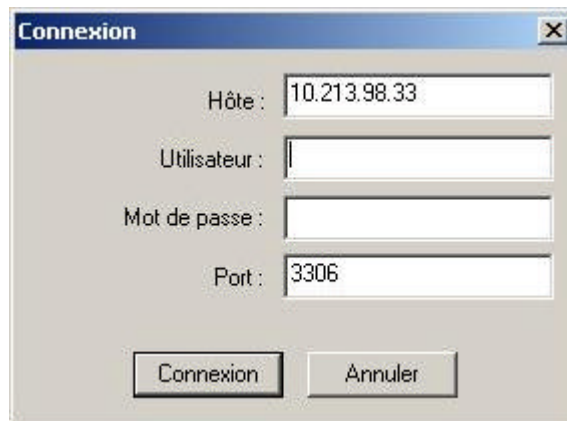 Connexion
Hôte : 10.213.98.33
Utilisateur :
Mot de passe :
Port : 3306
Connexion Annuler